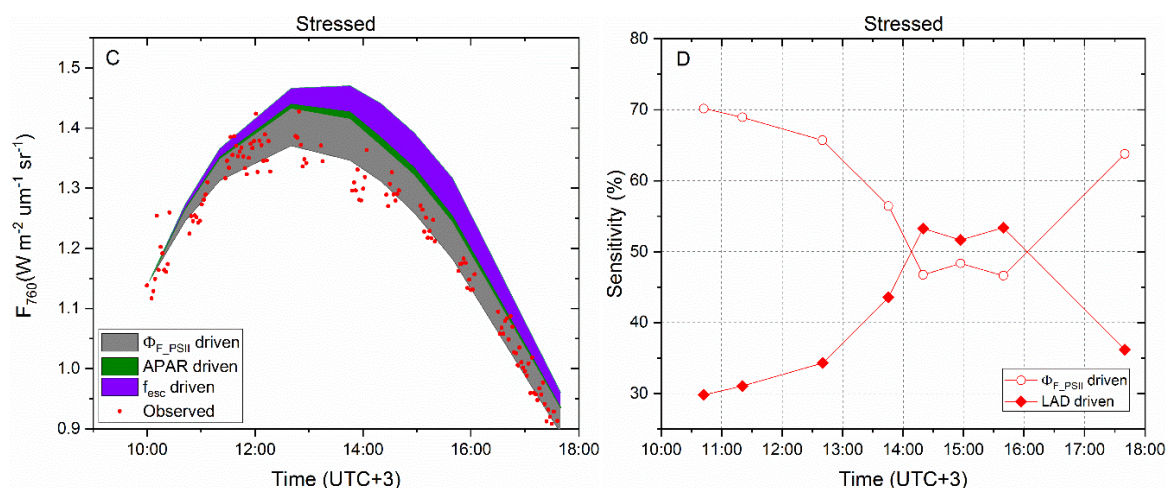 Stressed
C
1.5
1.4
1.3
1.2
1.1
1.0
0.9
F760(W m-2 um-1 sr-1)
ΦF_PSII driven
APAR driven
fesc driven
Observed
10:00 12:00 14:00 16:00 18:00
Time (UTC+3)
Stressed
D
80
70
60
50
40
30
Sensitivity (%)
ΦF_PSII driven
LAD driven
10:00 11:00 12:00 13:00 14:00 15:00 16:00 17:00 18:00
Time (UTC+3)